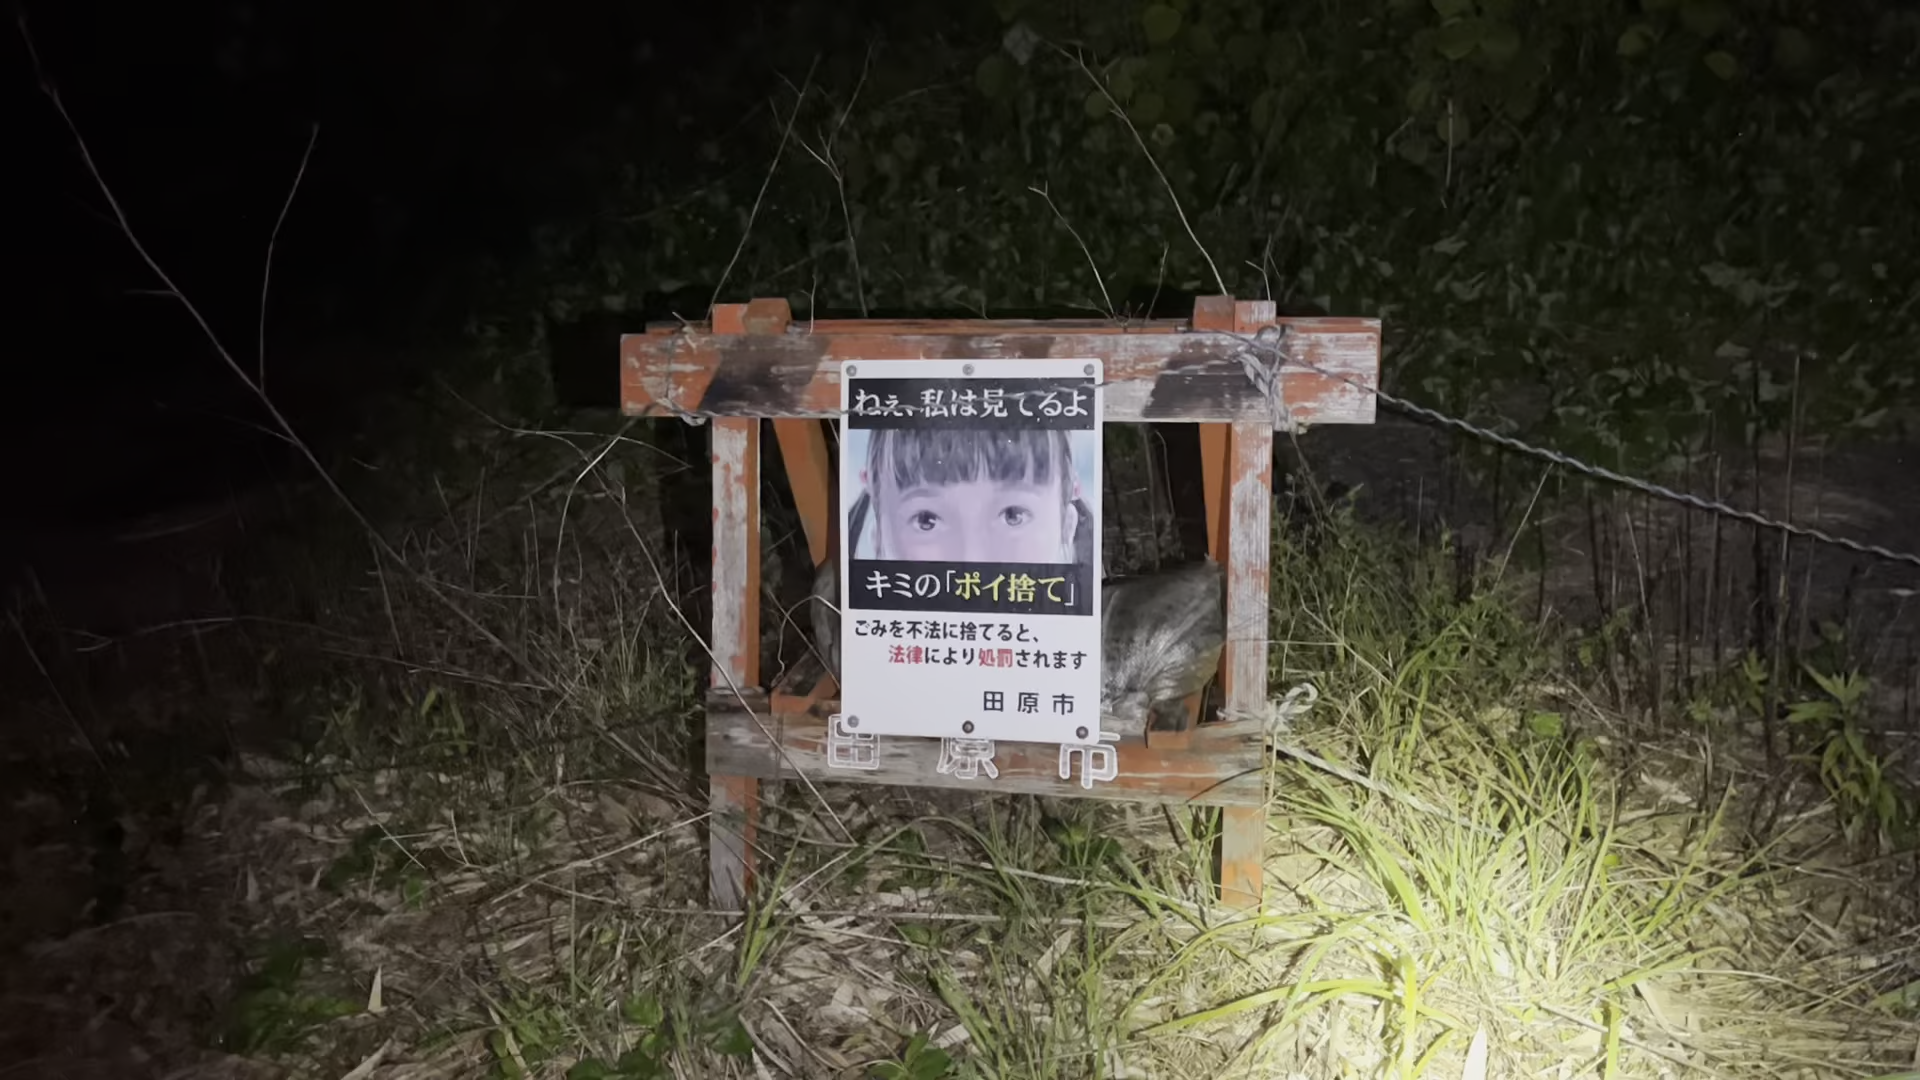 ねぇ、私は見てるよ
キミの「ポイ捨て」
ごみを不法に捨てると、
法律により処罰されます
田原市
田原市